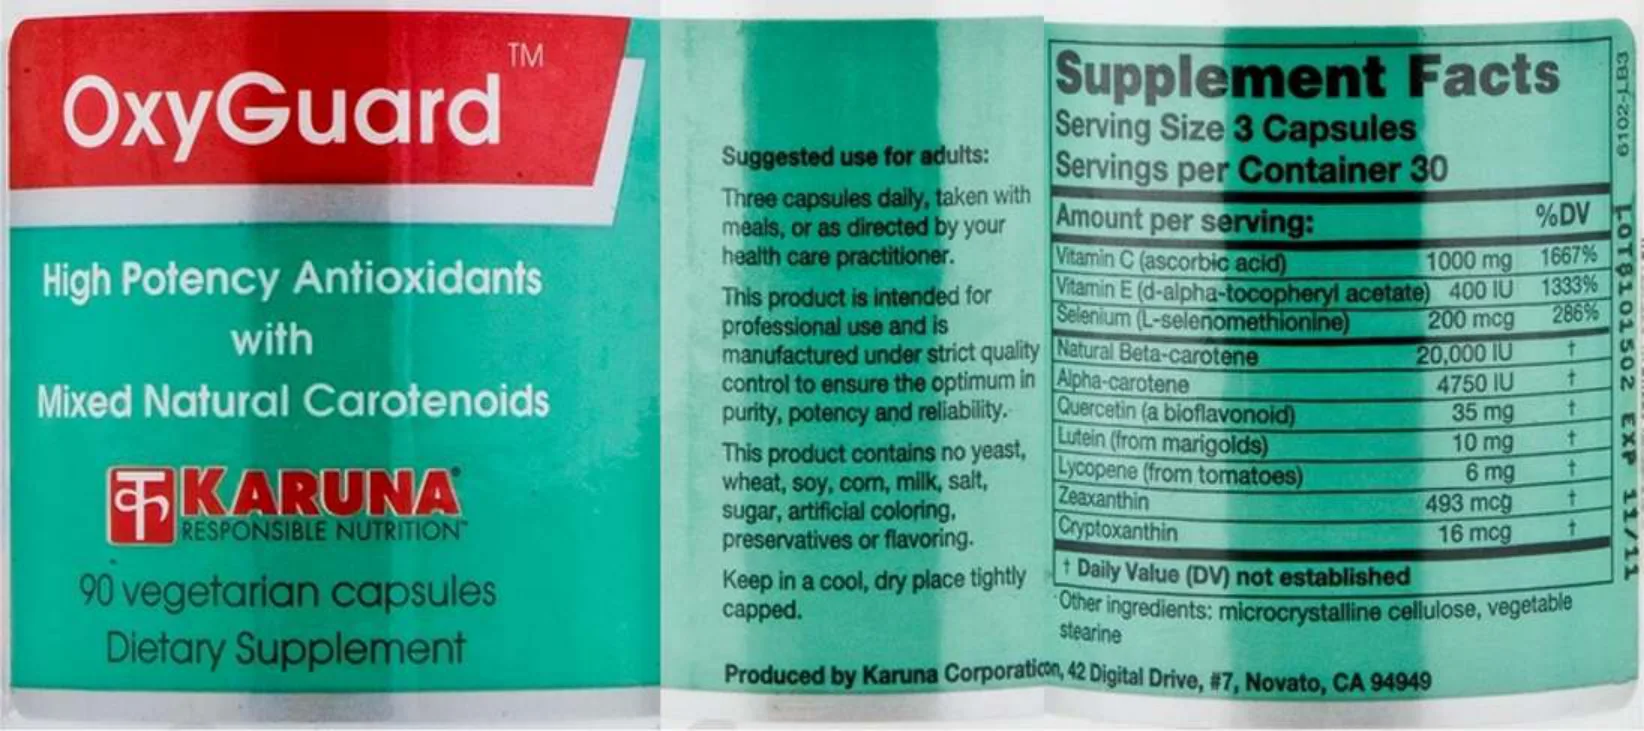 OxyGuard™
High Potency Antioxidants
with
Mixed Natural Carotenoids
क KARUNA®
RESPONSIBLE NUTRITION™
90 vegetarian capsules
Dietary Supplement
Suggested use for adults:
Three capsules daily, taken with
meals, or as directed by your
health care practitioner.
This product is intended for
professional use and is
manufactured under strict quality
control to ensure the optimum in
purity, potency and reliability.
This product contains no yeast,
wheat, soy, corn, milk, salt,
sugar, artificial coloring,
preservatives or flavoring.
Keep in a cool, dry place tightly
capped.
Produced by Karuna Corporaticon, 42 Digital Drive, #7, Novato, CA 94949
Supplement Facts
Serving Size 3 Capsules
Servings per Container 30
Amount per serving: %DV
Vitamin C (ascorbic acid) 1000 mg 1667%
Vitamin E (d-alpha-tocopheryl acetate) 400 IU 1333%
Selenium (L-selenomethionine) 200 mcg 286%
Natural Beta-carotene 20,000 IU †
Alpha-carotene 4750 IU †
Quercetin (a bioflavonoid) 35 mg †
Lutein (from marigolds) 10 mg †
Lycopene (from tomatoes) 6 mg †
Zeaxanthin 493 mcg †
Cryptoxanthin 16 mcg †
† Daily Value (DV) not established
Other ingredients: microcrystalline cellulose, vegetable
stearine
6102-LB3
EXP 11/11